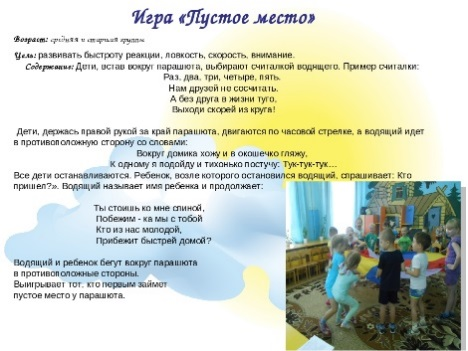 Игра «Пустое место»
Возраст: средняя и старшая группы
Цель: развивать быстроту реакции, ловкость, скорость, внимание.
Содержание: Дети, встав вокруг парашюта, выбирают считалкой водящего. Пример считалки:
Раз, два, три, четыре, пять.
Нам друзей не сосчитать.
А без друга в жизни туго,
Выходи скорей из круга!
Дети, держась правой рукой за край парашюта, двигаются по часовой стрелке, а водящий идет
в противоположную сторону со словами:
Вокруг домика хожу и в окошечко гляжу,
К одному я подойду и тихонько постучу: Тук-тук-тук…
Все дети останавливаются. Ребенок, возле которого остановился водящий, спрашивает: Кто
пришел?». Водящий называет имя ребенка и продолжает:
Ты стоишь ко мне спиной,
Побежим - ка мы с тобой
Кто из нас молодой,
Прибежит быстрей домой?
Водящий и ребенок бегут вокруг парашюта
в противоположные стороны.
Выигрывает тот, кто первым займет
пустое место у парашюта.